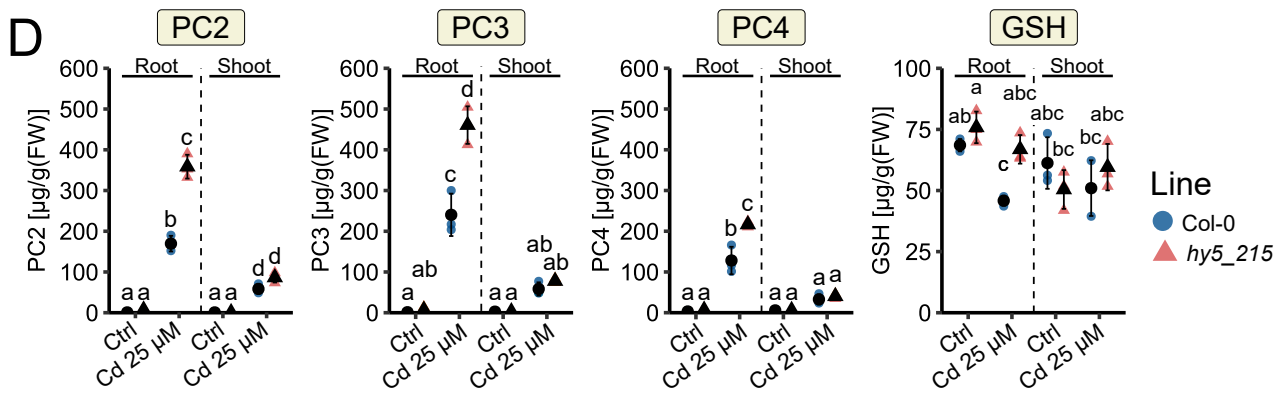 D
PC2
PC3
PC4
GSH
Root Shoot
Root Shoot
Root Shoot
Root Shoot
PC2 [µg/g(FW)]
600
500
400
300
200
100
0
a a b c a a d d
Ctrl
Cd 25 µM
Ctrl
Cd 25 µM
PC3 [µg/g(FW)]
600
500
400
300
200
100
0
a ab c d a a ab ab
Ctrl
Cd 25 µM
Ctrl
Cd 25 µM
PC4 [µg/g(FW)]
600
500
400
300
200
100
0
a a b c a a a a
Ctrl
Cd 25 µM
Ctrl
Cd 25 µM
GSH [µg/g(FW)]
100
75
50
25
0
ab a c abc abc bc bc abc
Ctrl
Cd 25 µM
Ctrl
Cd 25 µM
Line
Col-0
hy5_215